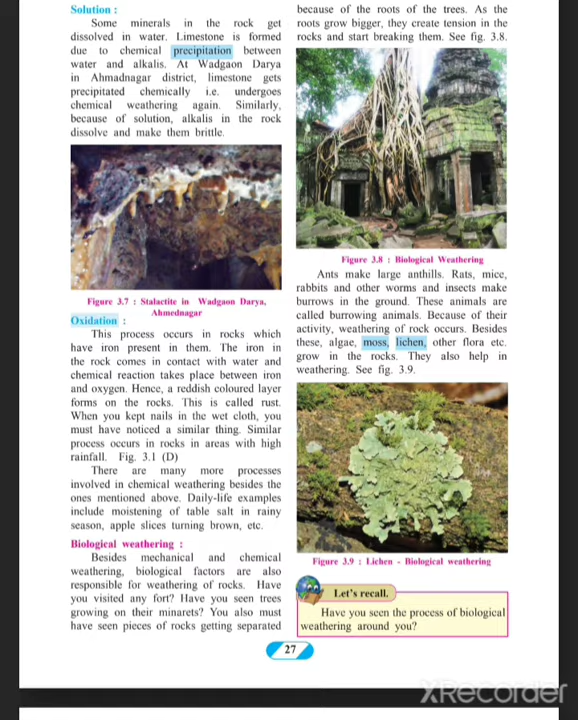 Solution :
Some minerals in the rock get
dissolved in water. Limestone is formed
due to chemical precipitation between
water and alkalis. At Wadgaon Darya
in Ahmadnagar district, limestone gets
precipitated chemically i.e. undergoes
chemical weathering again. Similarly,
because of solution, alkalis in the rock
dissolve and make them brittle.
Figure 3.7 : Stalactite in Wadgaon Darya,
Ahmednagar
Oxidation :
This process occurs in rocks which
have iron present in them. The iron in
the rock comes in contact with water and
chemical reaction takes place between iron
and oxygen. Hence, a reddish coloured layer
forms on the rocks. This is called rust.
When you kept nails in the wet cloth, you
must have noticed a similar thing. Similar
process occurs in rocks in areas with high
rainfall. Fig. 3.1 (D)
There are many more processes
involved in chemical weathering besides the
ones mentioned above. Daily-life examples
include moistening of table salt in rainy
season, apple slices turning brown, etc.
Biological weathering :
Besides mechanical and chemical
weathering, biological factors are also
responsible for weathering of rocks. Have
you visited any fort? Have you seen trees
growing on their minarets? You also must
have seen pieces of rocks getting separated
because of the roots of the trees. As the
roots grow bigger, they create tension in the
rocks and start breaking them. See fig. 3.8.
Figure 3.8 : Biological Weathering
Ants make large anthills. Rats, mice,
rabbits and other worms and insects make
burrows in the ground. These animals are
called burrowing animals. Because of their
activity, weathering of rock occurs. Besides
these, algae, moss, lichen, other flora etc.
grow in the rocks. They also help in
weathering. See fig. 3.9.
Figure 3.9 : Lichen - Biological weathering
Let's recall.
Have you seen the process of biological
weathering around you?
27
XRecorder